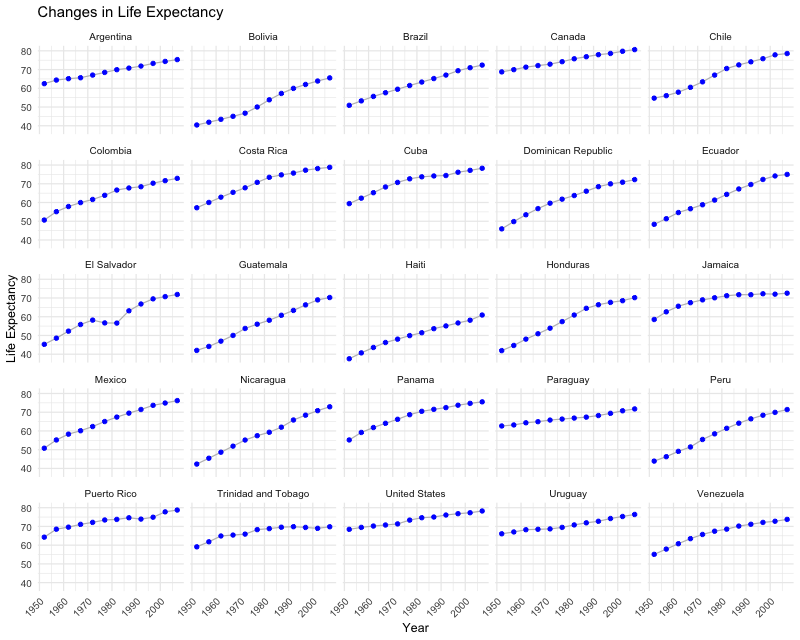 Changes in Life Expectancy
Argentina Bolivia Brazil Canada Chile
80
70
60
50
40
Colombia Costa Rica Cuba Dominican Republic Ecuador
80
70
60
50
40
El Salvador Guatemala Haiti Honduras Jamaica
80
70
60
50
40
Life Expectancy
Mexico Nicaragua Panama Paraguay Peru
80
70
60
50
40
Puerto Rico Trinidad and Tobago United States Uruguay Venezuela
80
70
60
50
40
1950 1960 1970 1980 1990 2000 1950 1960 1970 1980 1990 2000 1950 1960 1970 1980 1990 2000 1950 1960 1970 1980 1990 2000 1950 1960 1970 1980 1990 2000
Year